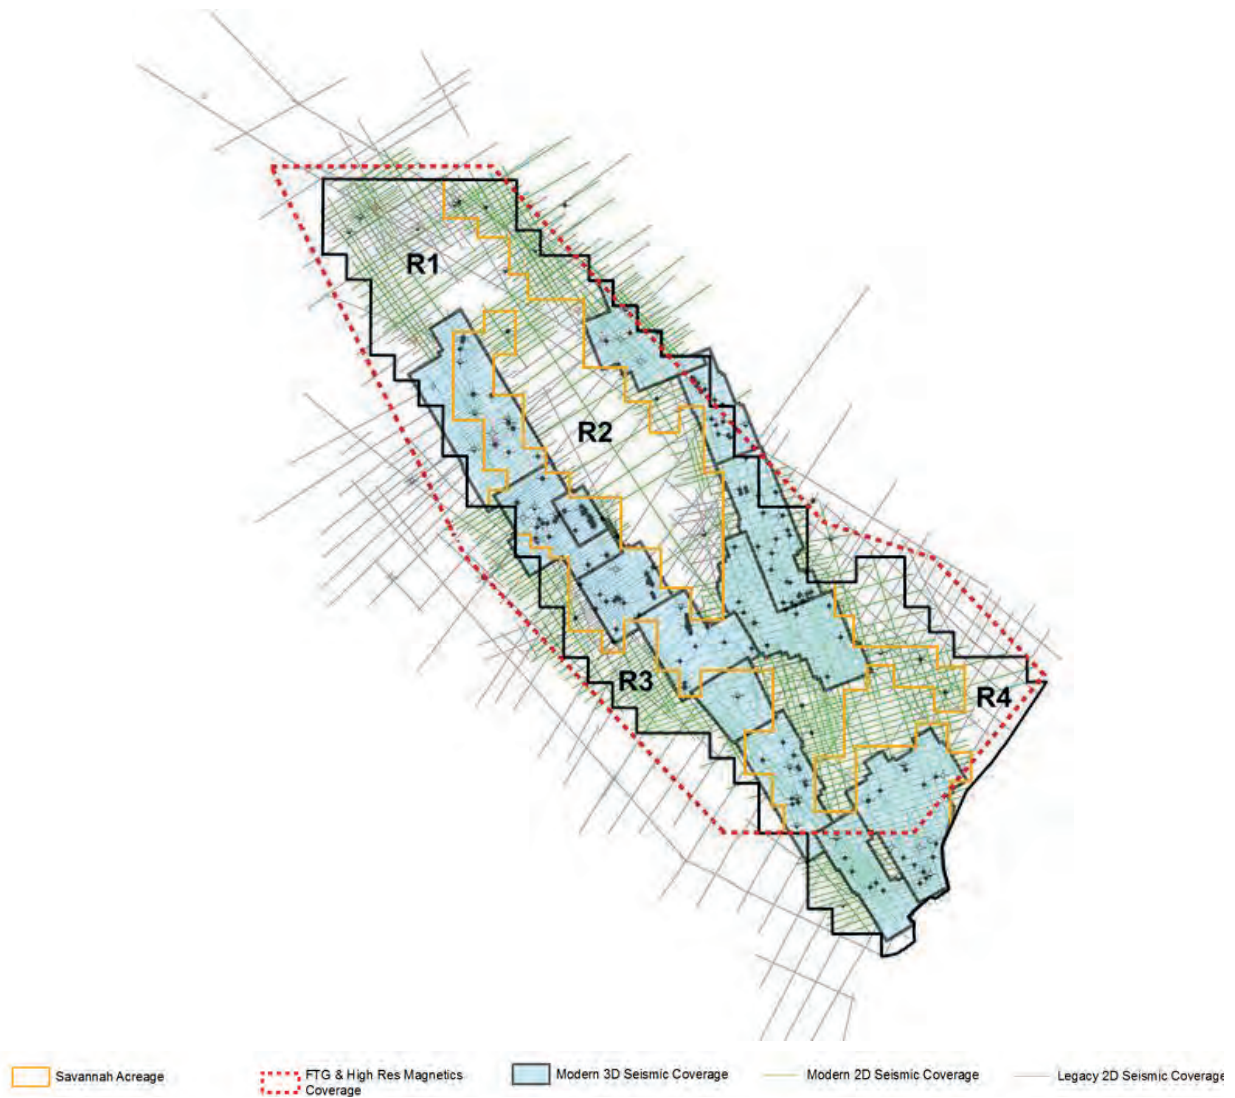 R1
R2
R3
R4
Savannah Acreage
FTG & High Res Magnetics
Coverage
Modern 3D Seismic Coverage
Modern 2D Seismic Coverage
Legacy 2D Seismic Coverage